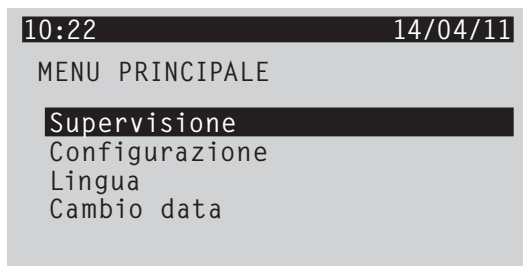 10:22 14/04/11
MENU PRINCIPALE
Supervisione
Configurazione
Lingua
Cambio data